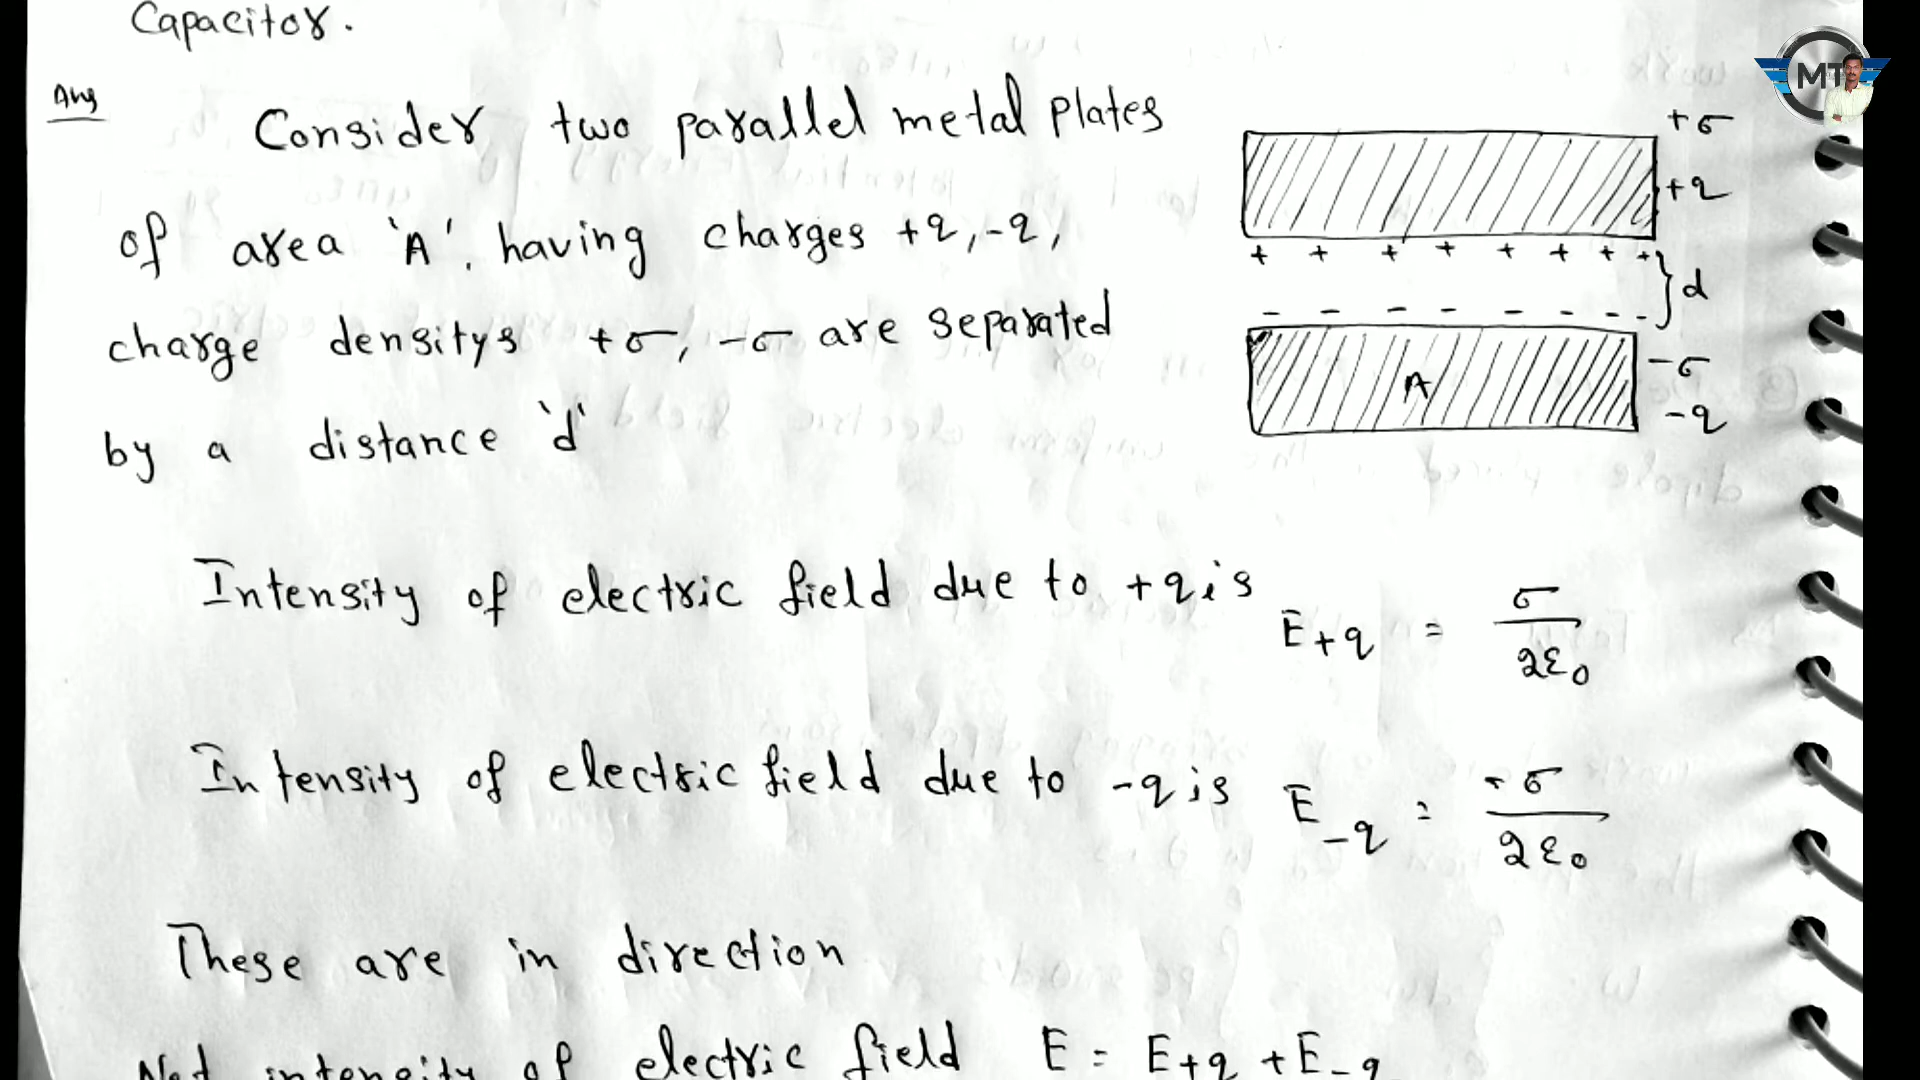 Capacitor.
Ans
Consider two parallel metal plates
of area 'A'. having charges +q, -q,
charge densitys +σ, -σ are separated
by a distance 'd'
+σ
+q
+ + + + + + + +
d
- - - - - - - -
-σ
A
-q
Intensity of electric field due to +q is E+q = σ/2ε₀
Intensity of electric field due to -q is E-q = -σ/2ε₀
These are in direction
Net intensity of electric field E = E+q + E-q
MT